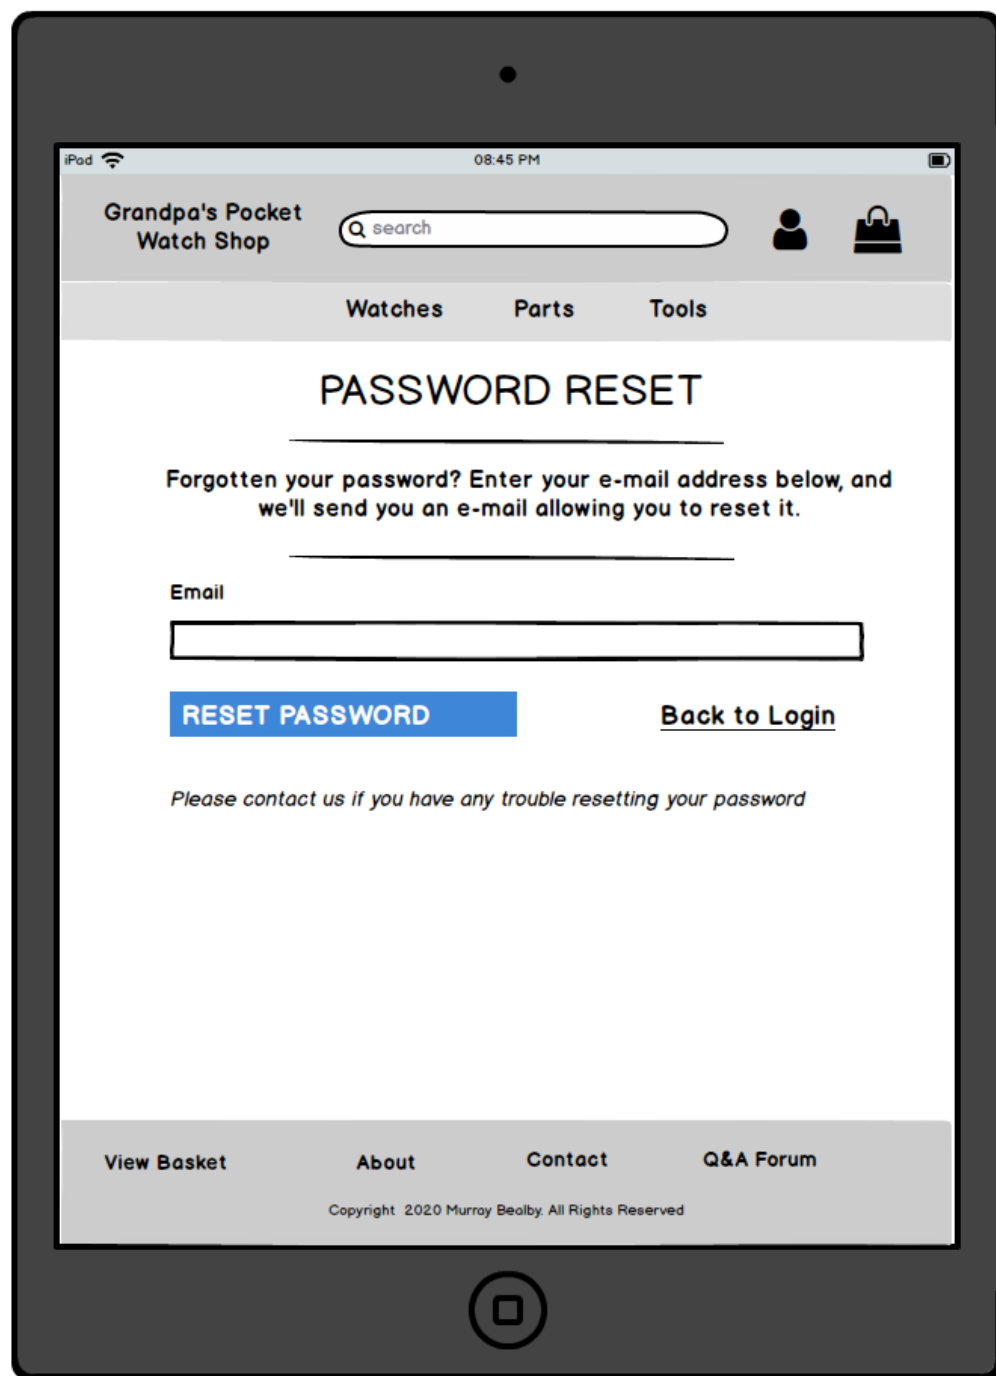 iPad 08:45 PM
Grandpa's Pocket
Watch Shop
search
Watches Parts Tools
PASSWORD RESET
Forgotten your password? Enter your e-mail address below, and
we'll send you an e-mail allowing you to reset it.
Email
RESET PASSWORD Back to Login
Please contact us if you have any trouble resetting your password
View Basket About Contact Q&A Forum
Copyright 2020 Murray Bealby. All Rights Reserved